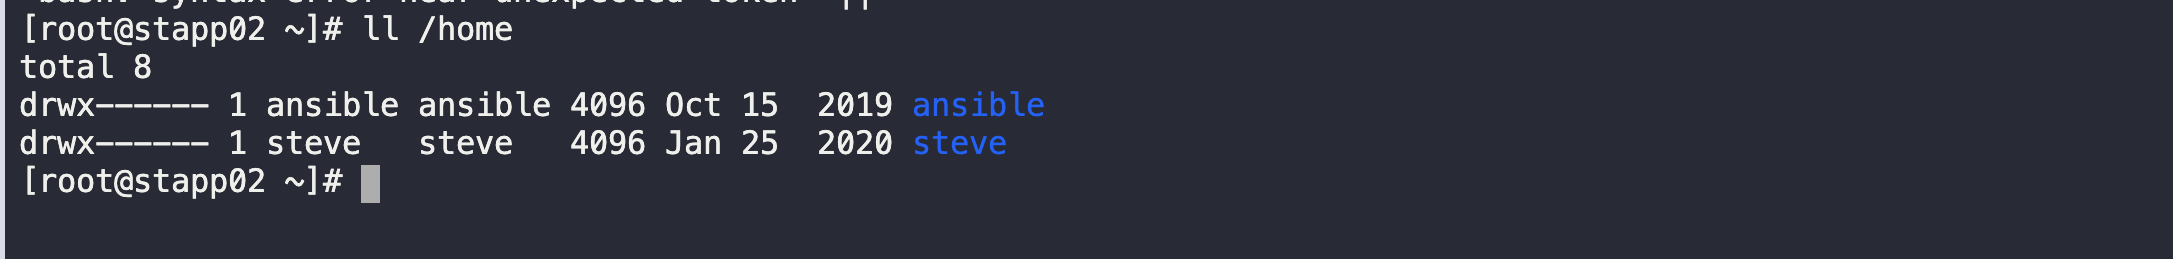 [root@stapp02 ~]# ll /home
total 8
drwx------ 1 ansible ansible 4096 Oct 15  2019 ansible
drwx------ 1 steve   steve   4096 Jan 25  2020 steve
[root@stapp02 ~]#